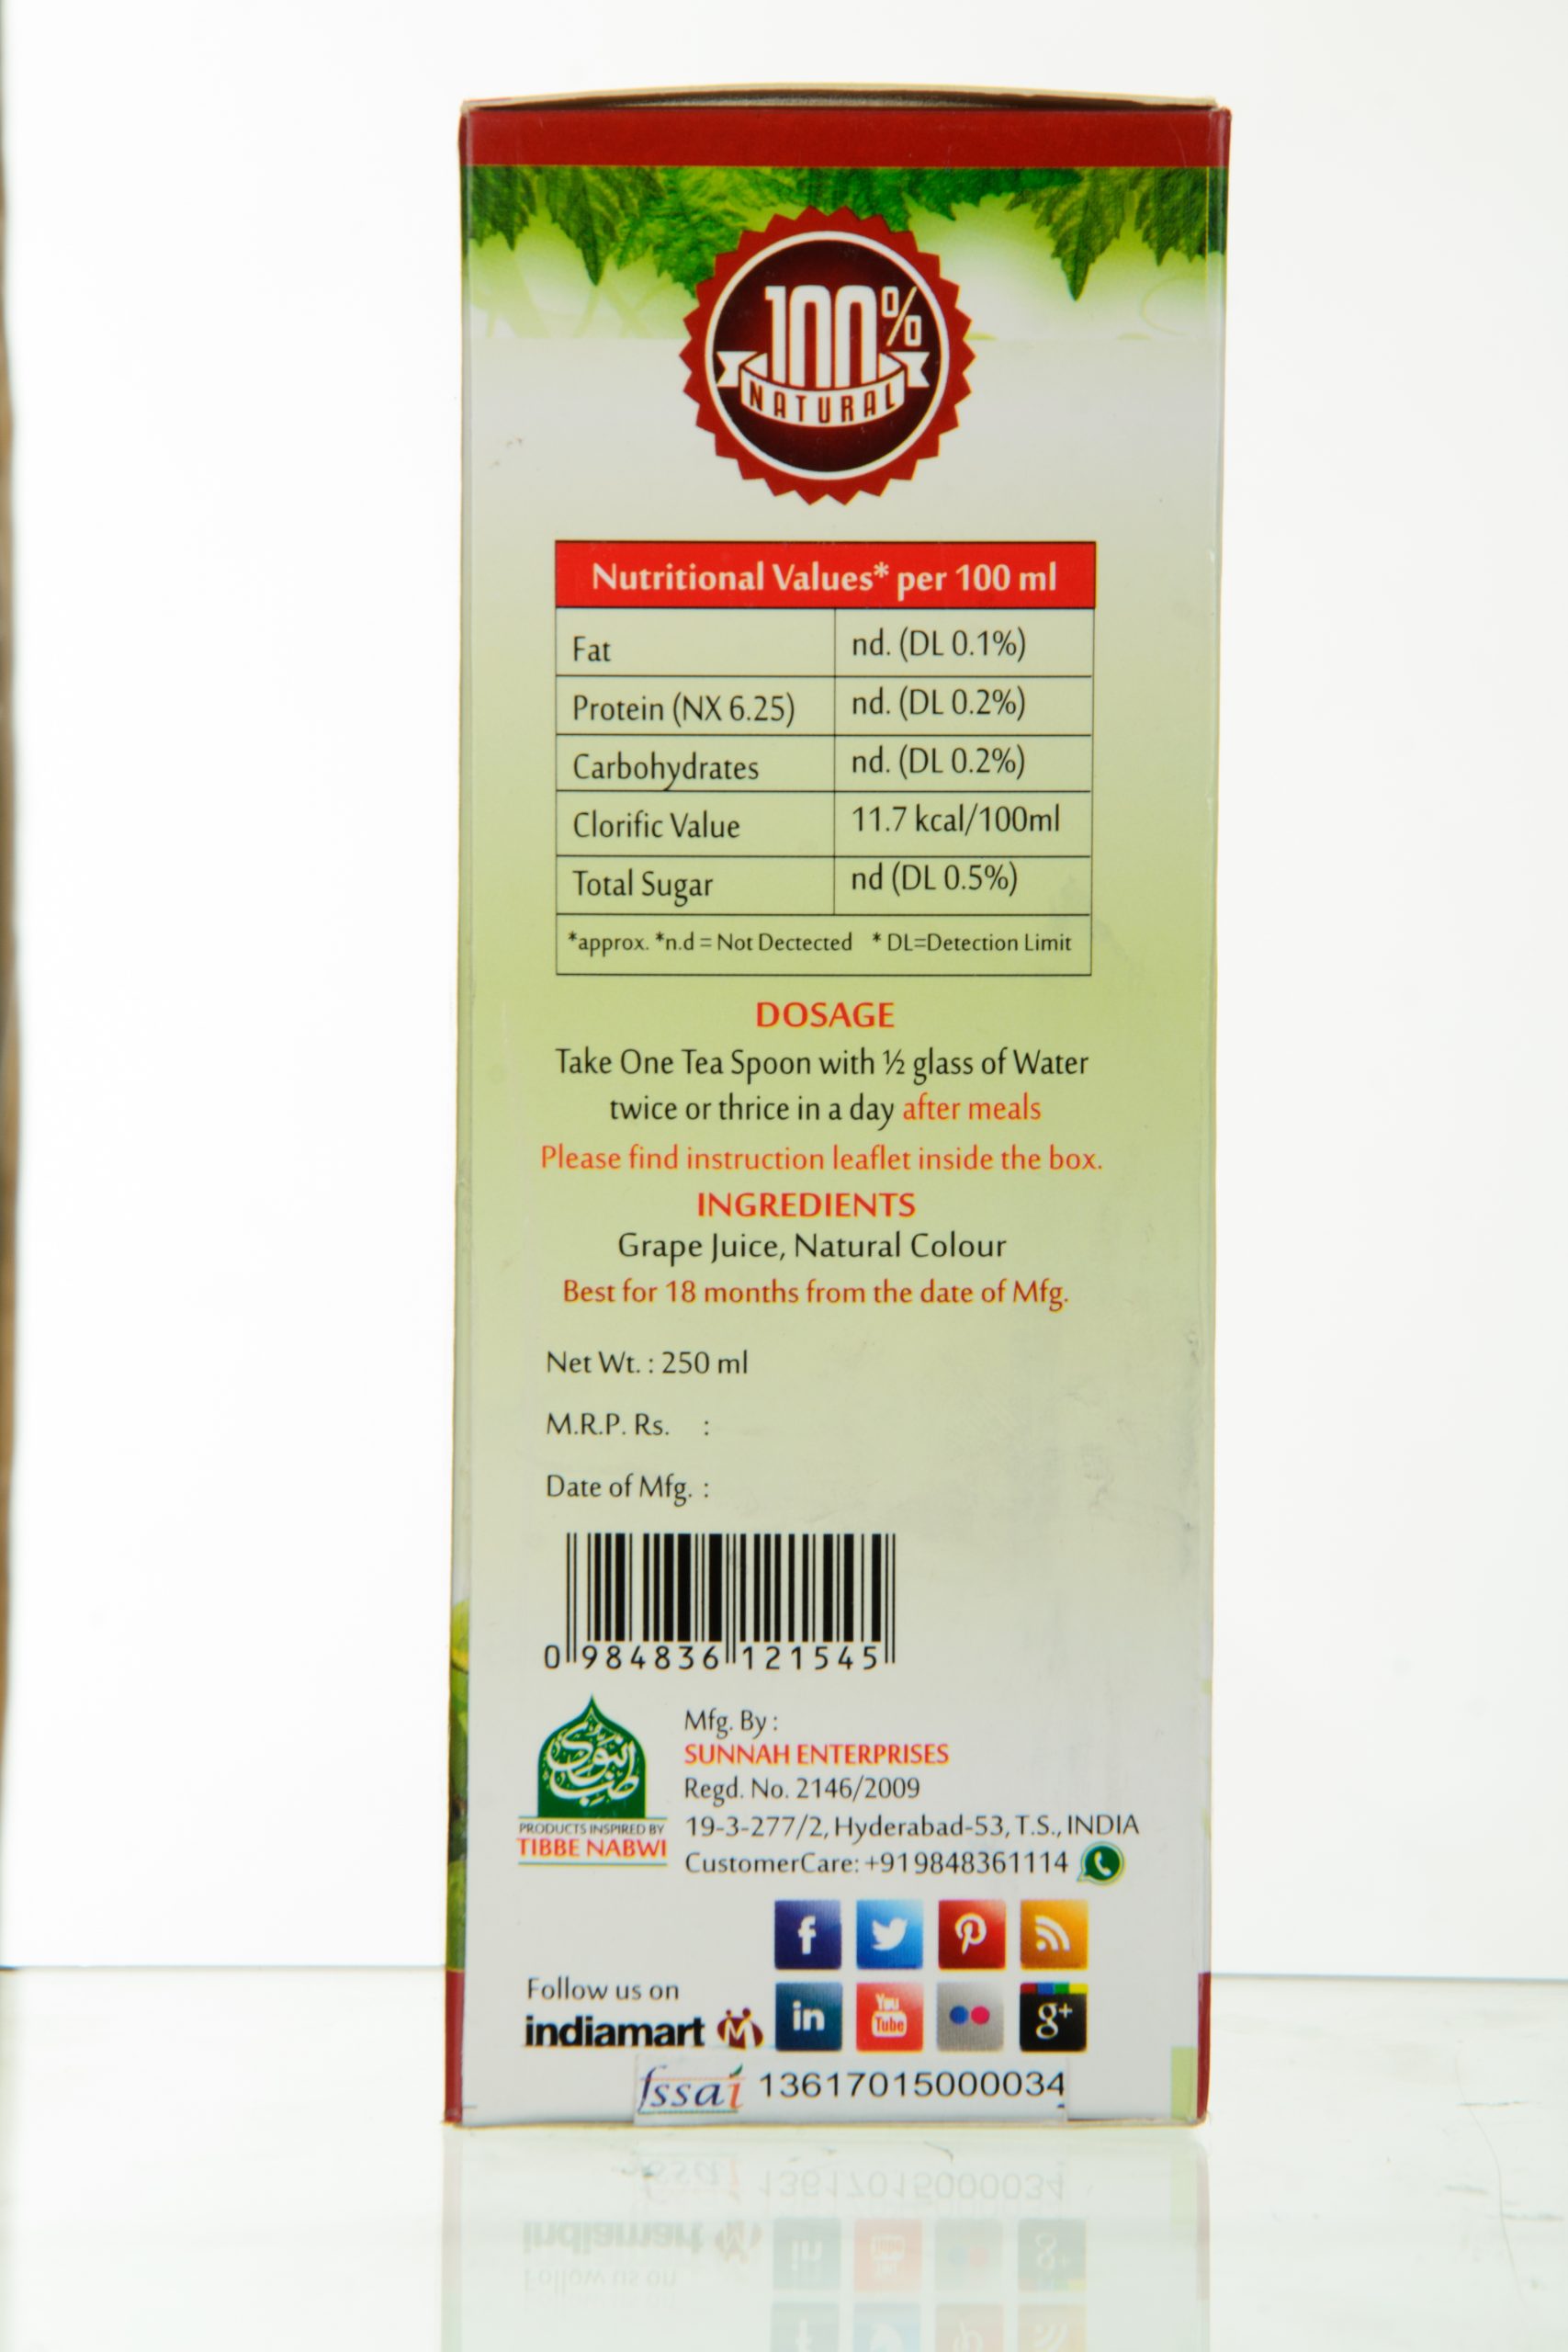 100%
NATURAL
Nutritional Values* per 100 ml
Fat nd. (DL 0.1%)
Protein (NX 6.25) nd. (DL 0.2%)
Carbohydrates nd. (DL 0.2%)
Clorific Value 11.7 kcal/100ml
Total Sugar nd (DL 0.5%)
*approx. *n.d = Not Dectected * DL=Detection Limit
DOSAGE
Take One Tea Spoon with ½ glass of Water
twice or thrice in a day after meals
Please find instruction leaflet inside the box.
INGREDIENTS
Grape Juice, Natural Colour
Best for 18 months from the date of Mfg.
Net Wt. : 250 ml
M.R.P. Rs. :
Date of Mfg. :
0 984836 121545
طب نبوی
PRODUCTS INSPIRED BY
TIBBE NABWI
Mfg. By :
SUNNAH ENTERPRISES
Regd. No. 2146/2009
19-3-277/2, Hyderabad-53, T.S., INDIA
CustomerCare: +919848361114
f
in
You
Tube
g+
Follow us on
indiamart
fssai 13617015000034